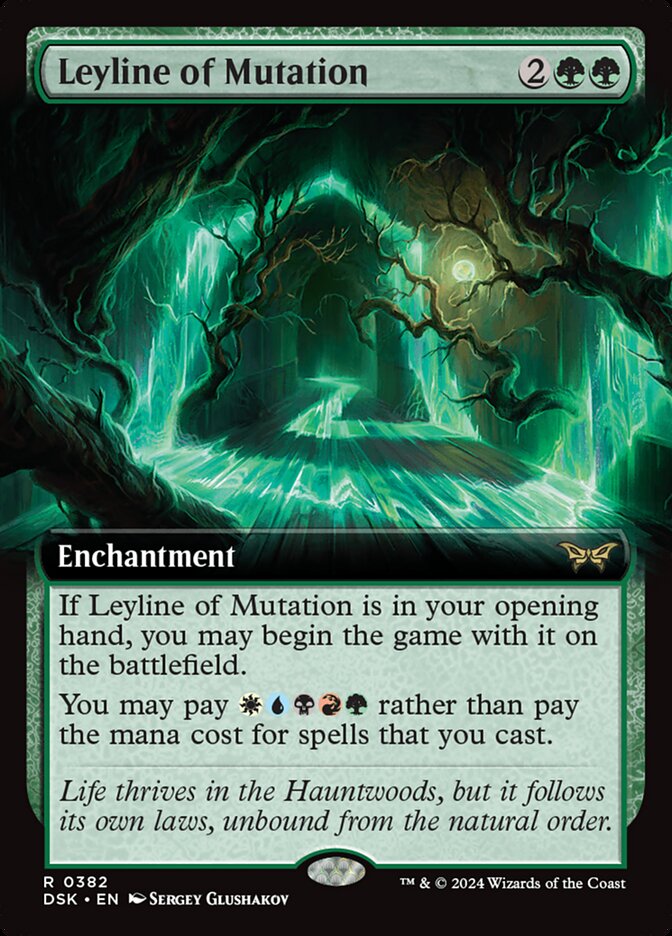 Leyline of Mutation 2
Enchantment
If Leyline of Mutation is in your opening
hand, you may begin the game with it on
the battlefield.
You may pay rather than pay
the mana cost for spells that you cast.
Life thrives in the Hauntwoods, but it follows
its own laws, unbound from the natural order.
R 0382
DSK • EN Sergey Glushakov
™ & © 2024 Wizards of the Coast